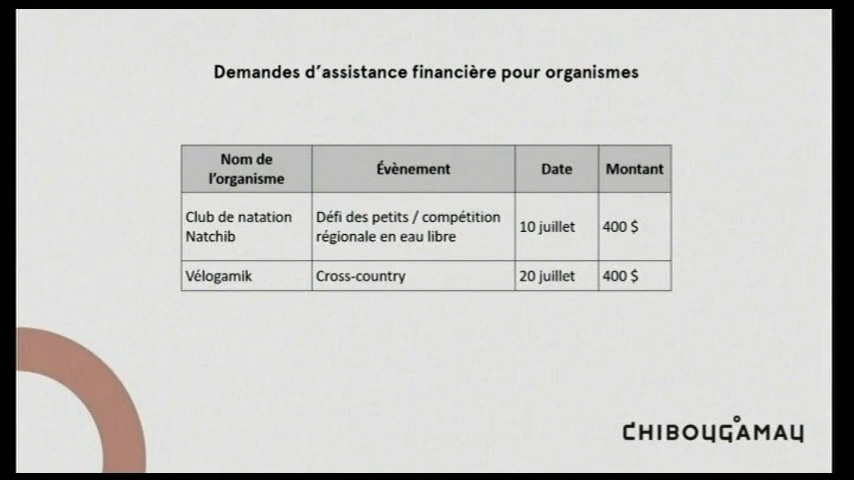 Demandes d'assistance financière pour organismes
Nom de
l'organisme
Évènement
Date
Montant
Club de natation
Natchib
Défi des petits / compétition
régionale en eau libre
10 juillet
400 $
Vélogamik
Cross-country
20 juillet
400 $
CHIBOUGAMAU